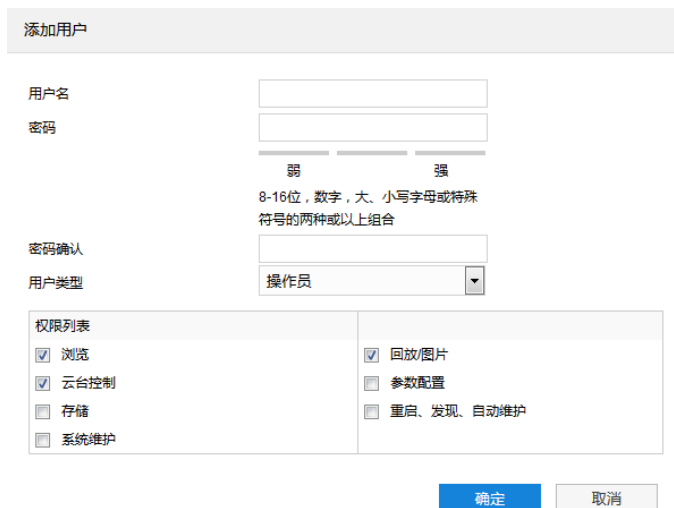 添加用户
用户名
密码
弱 强
8-16位，数字，大、小写字母或特殊
符号的两种或以上组合
密码确认
用户类型 操作员
权限列表
浏览 回放/图片
云台控制 参数配置
存储 重启、发现、自动维护
系统维护
确定 取消